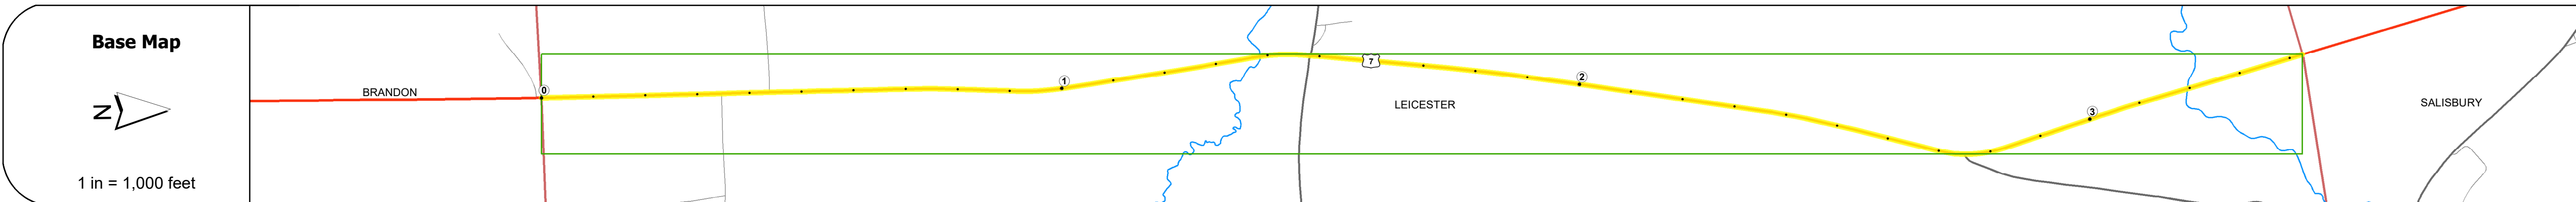 Base Map
N
1 in = 1,000 feet
BRANDON
0
1
7
2
LEICESTER
3
SALISBURY